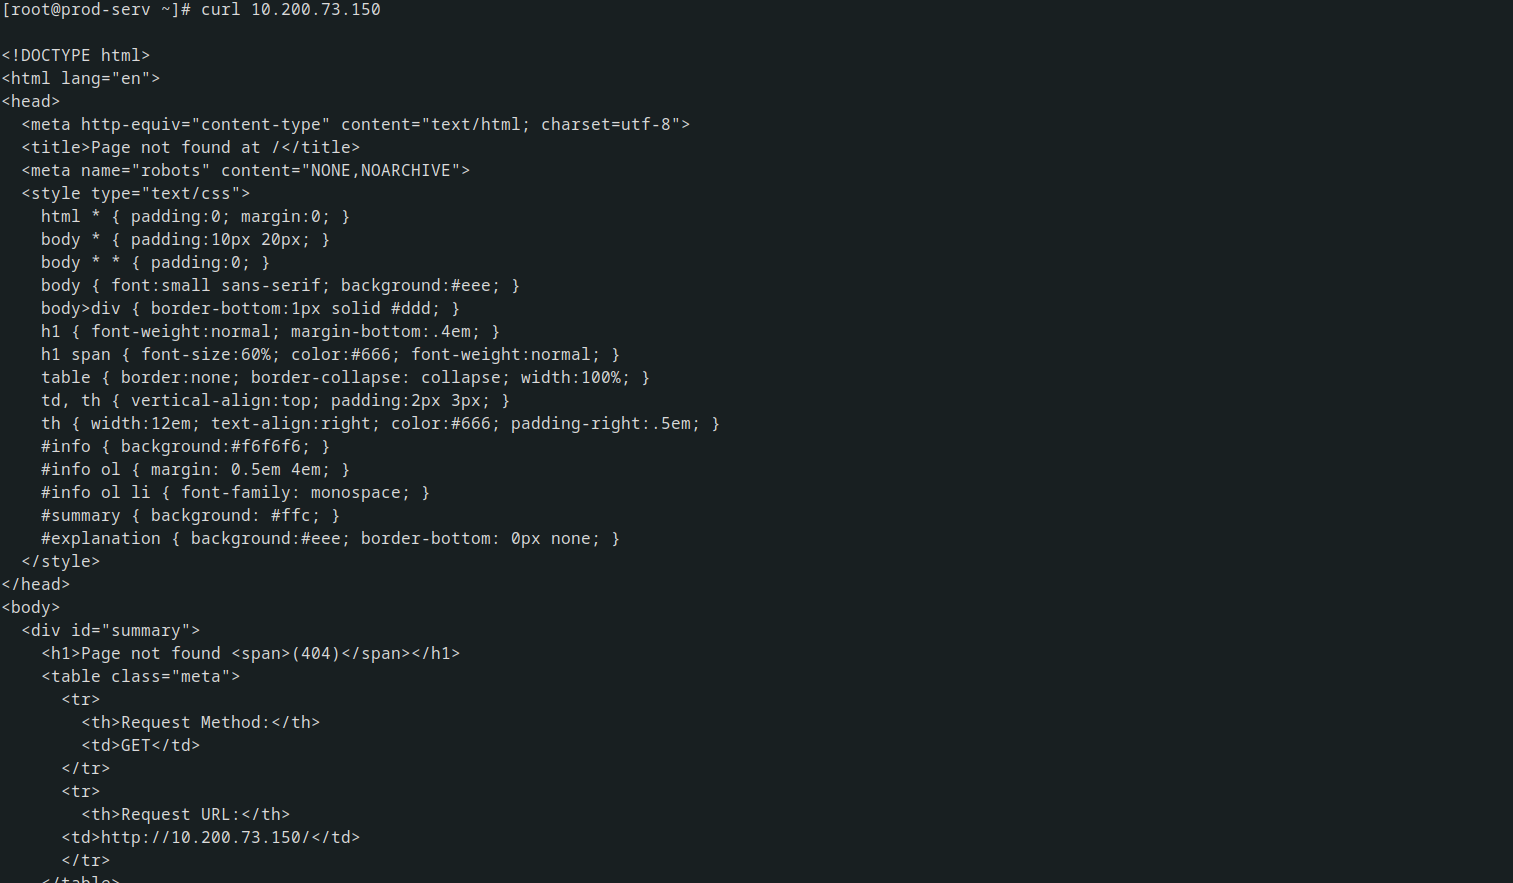 [root@prod-serv ~]# curl 10.200.73.150
<!DOCTYPE html>
<html lang="en">
<head>
  <meta http-equiv="content-type" content="text/html; charset=utf-8">
  <title>Page not found at /</title>
  <meta name="robots" content="NONE,NOARCHIVE">
  <style type="text/css">
    html * { padding:0; margin:0; }
    body * { padding:10px 20px; }
    body * * { padding:0; }
    body { font:small sans-serif; background:#eee; }
    body>div { border-bottom:1px solid #ddd; }
    h1 { font-weight:normal; margin-bottom:.4em; }
    h1 span { font-size:60%; color:#666; font-weight:normal; }
    table { border:none; border-collapse: collapse; width:100%; }
    td, th { vertical-align:top; padding:2px 3px; }
    th { width:12em; text-align:right; color:#666; padding-right:.5em; }
    #info { background:#f6f6f6; }
    #info ol { margin: 0.5em 4em; }
    #info ol li { font-family: monospace; }
    #summary { background: #ffc; }
    #explanation { background:#eee; border-bottom: 0px none; }
  </style>
</head>
<body>
  <div id="summary">
    <h1>Page not found <span>(404)</span></h1>
    <table class="meta">
      <tr>
        <th>Request Method:</th>
        <td>GET</td>
      </tr>
      <tr>
        <th>Request URL:</th>
      <td>http://10.200.73.150/</td>
      </tr>
    </table>